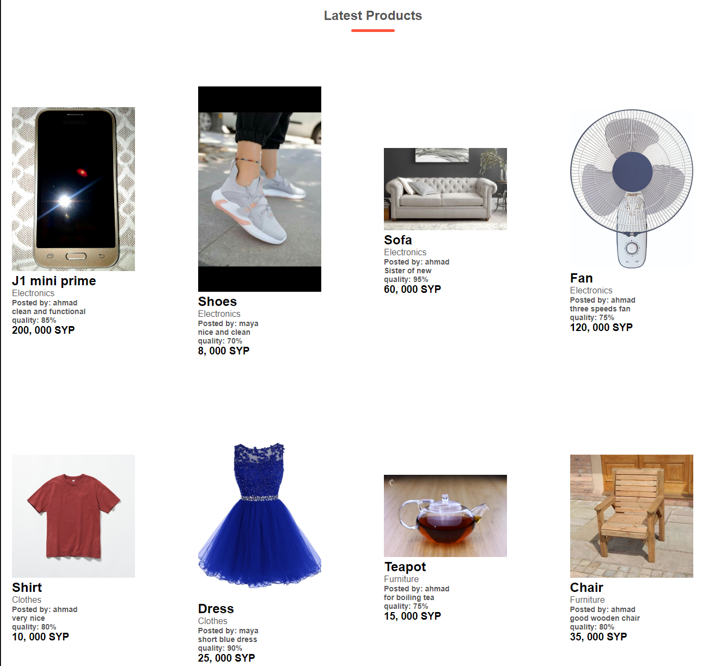 Latest Products
J1 mini prime
Electronics
Posted by: ahmad
clean and functional
quality: 85%
200, 000 SYP
Shoes
Electronics
Posted by: maya
nice and clean
quality: 70%
8, 000 SYP
Sofa
Electronics
Posted by: ahmad
Sister of new
quality: 95%
60, 000 SYP
Fan
Electronics
Posted by: ahmad
three speeds fan
quality: 75%
120, 000 SYP
Shirt
Clothes
Posted by: ahmad
very nice
quality: 80%
10, 000 SYP
Dress
Clothes
Posted by: maya
short blue dress
quality: 90%
25, 000 SYP
Teapot
Furniture
Posted by: ahmad
for boiling tea
quality: 75%
15, 000 SYP
Chair
Furniture
Posted by: ahmad
good wooden chair
quality: 80%
35, 000 SYP